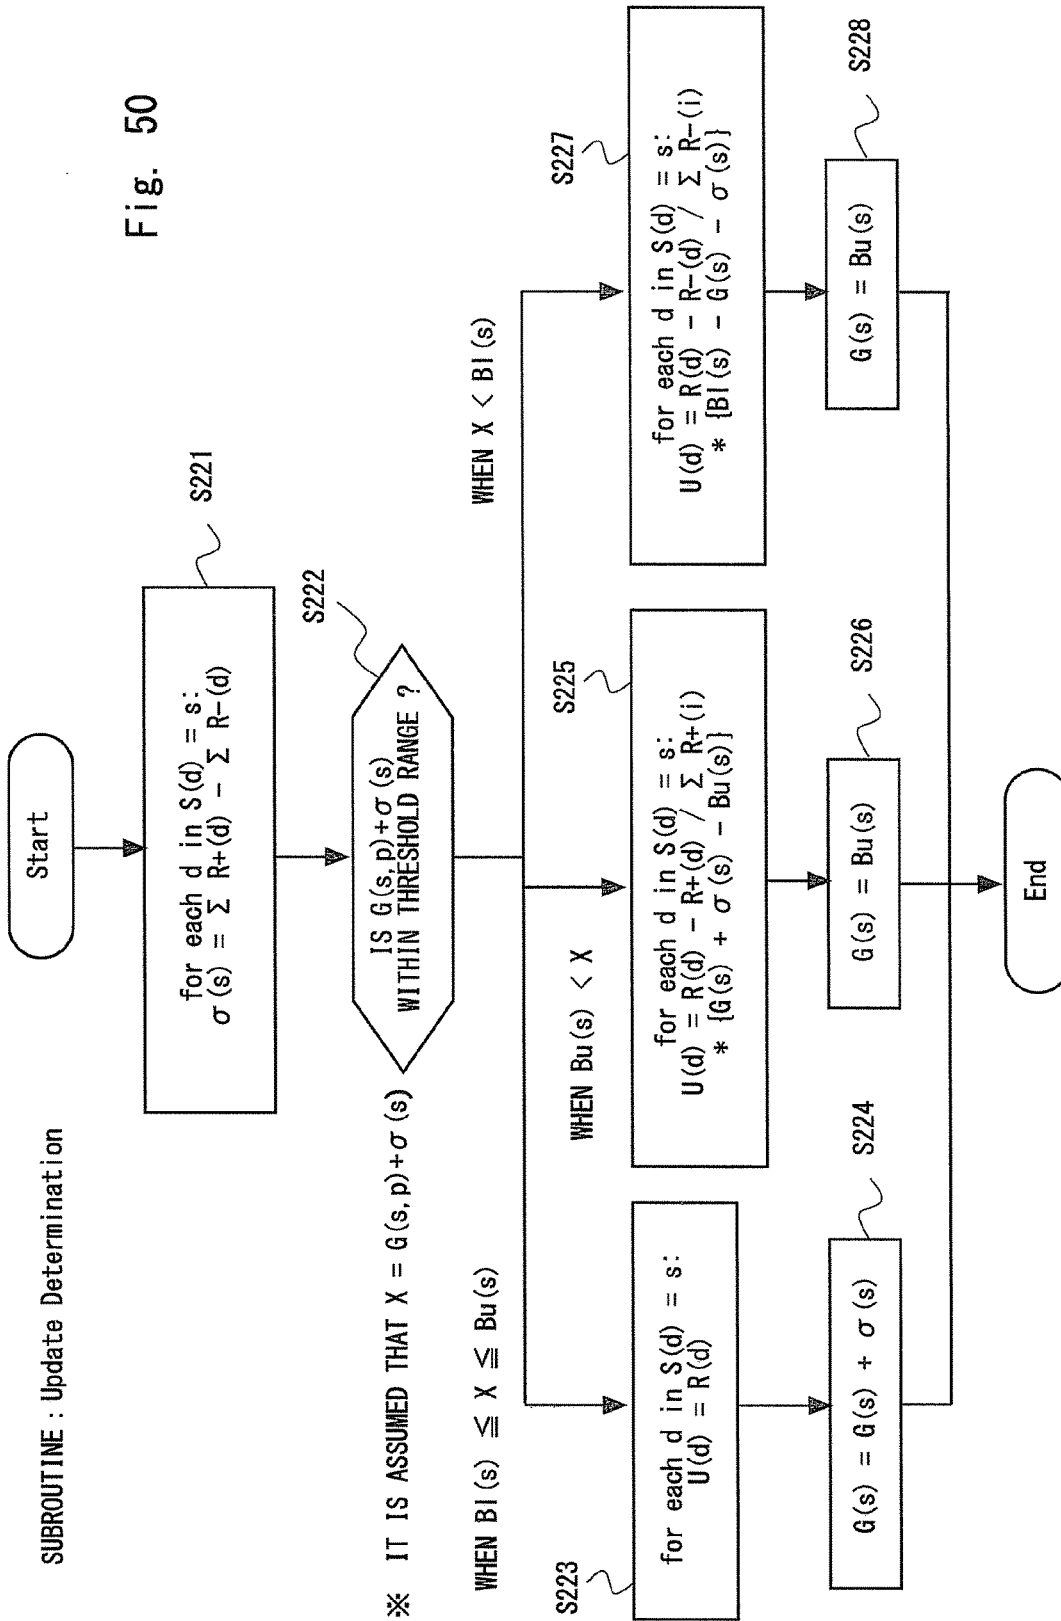 Fig. 50
SUBROUTINE : Update Determination
Start
S221
for each d in S(d) = s:
σ(s) = Σ R+(d) - Σ R-(d)
S222
IS G(s,p)+σ(s)
WITHIN THRESHOLD RANGE ?
※ IT IS ASSUMED THAT X = G(s,p)+σ(s)
WHEN Bl(s) ≦ X ≦ Bu(s)
WHEN Bu(s) < X
WHEN X < Bl(s)
S223
for each d in S(d) = s:
U(d) = R(d)
S224
G(s) = G(s) + σ(s)
S225
for each d in S(d) = s:
U(d) = R(d) - R+(d) / Σ R+(i)
* {G(s) + σ(s) - Bu(s)}
S226
G(s) = Bu(s)
S227
for each d in S(d) = s:
U(d) = R(d) - R-(d) / Σ R-(i)
* {Bl(s) - G(s) - σ(s)}
S228
G(s) = Bu(s)
End